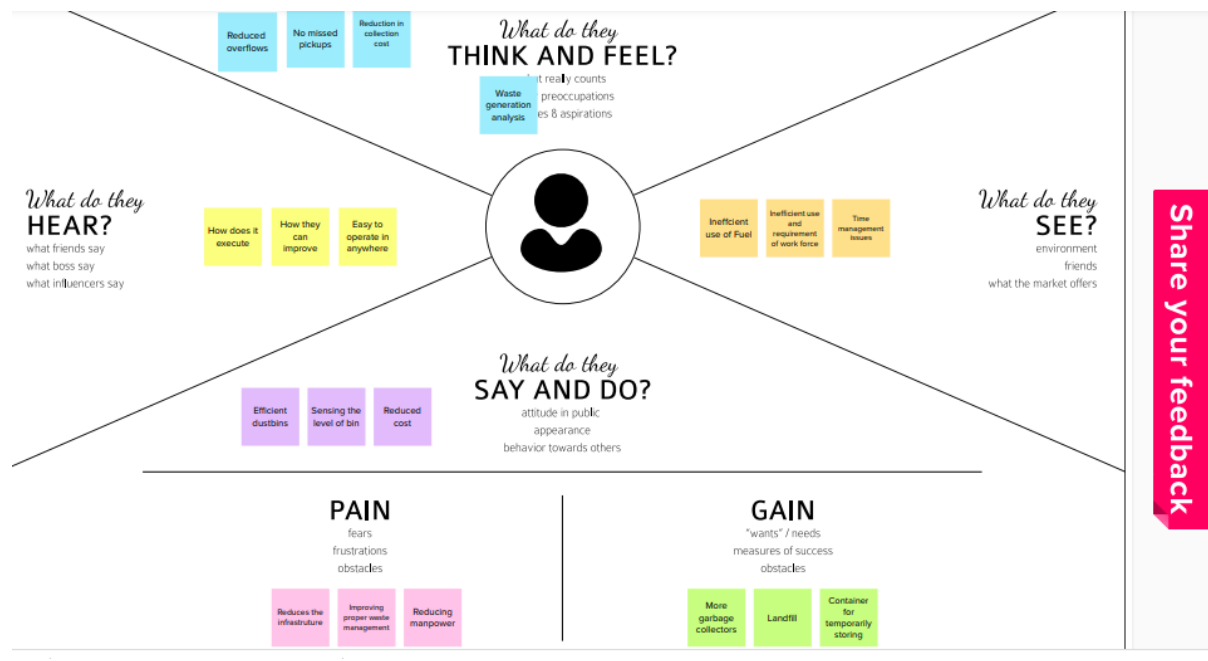 Reduced
overflows
No missed
pickups
Reduction in
collection
cost
What do they
THINK AND FEEL?
really counts
preoccupations
& aspirations
Waste
generation
analysis
What do they
HEAR?
what friends say
what boss say
what influencers say
How does it
execute
How they
can
improve
Easy to
operate in
anywhere
Ineffcient
use of Fuel
Inefficient use
and
requirement
of work force
Time
management
issues
What do they
SEE?
environment
friends
what the market offers
What do they
SAY AND DO?
attitude in public
appearance
behavior towards others
Efficient
dustbins
Sensing the
level of bin
Reduced
cost
PAIN
fears
frustrations
obstacles
Reduces the
infrastruture
Improving
proper waste
management
Reducing
manpower
GAIN
"wants" / needs
measures of success
obstacles
More
garbage
collectors
Landfill
Container
for
temporarily
storing
Share your feedback